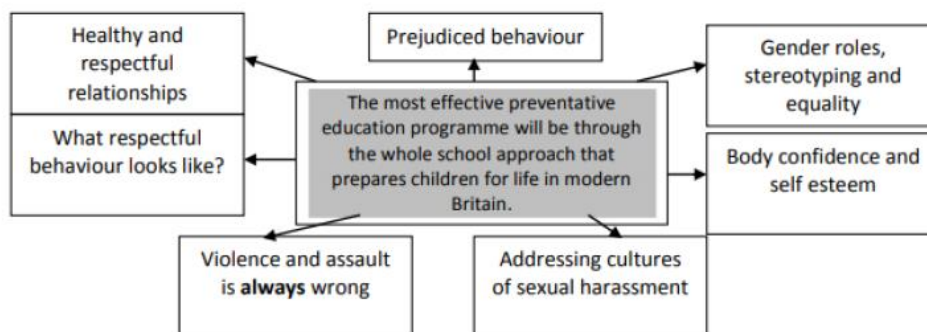 Healthy and
respectful
relationships
Prejudiced behaviour
Gender roles,
stereotyping and
equality
The most effective preventative
education programme will be through
the whole school approach that
prepares children for life in modern
Britain.
What respectful
behaviour looks like?
Body confidence and
self esteem
Violence and assault
is always wrong
Addressing cultures
of sexual harassment